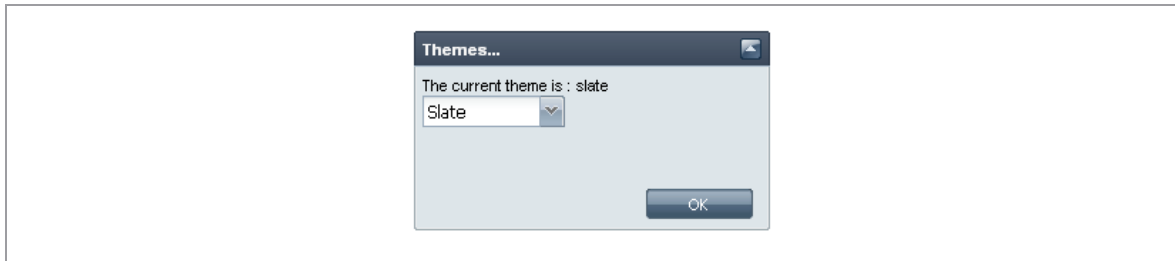 Themes...
The current theme is : slate
Slate
OK